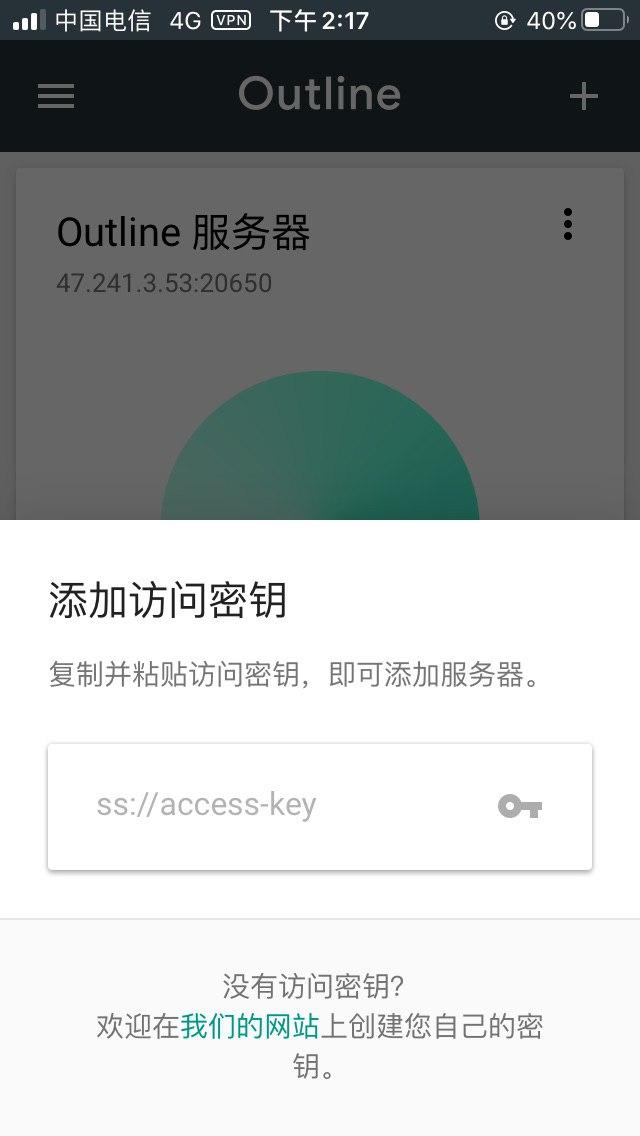 中国电信 4G VPN 下午2:17 40%
Outline
Outline 服务器
47.241.3.53:20650
添加访问密钥
复制并粘贴访问密钥，即可添加服务器。
ss://access-key
没有访问密钥?
欢迎在我们的网站上创建您自己的密
钥。